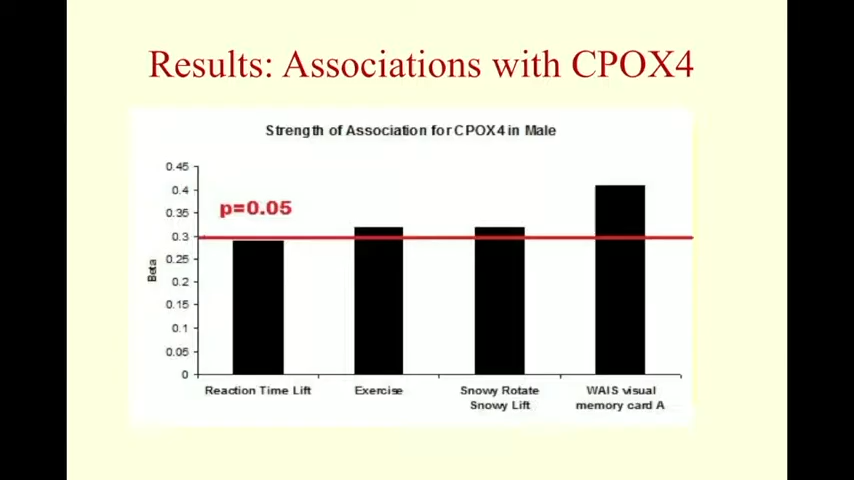 Results: Associations with CPOX4
Strength of Association for CPOX4 in Male
0.45
0.4
p=0.05
0.35
0.3
0.25
Beta
0.2
0.15
0.1
0.05
0
Reaction Time Lift
Exercise
Snowy Rotate
Snowy Lift
WAIS visual
memory card A